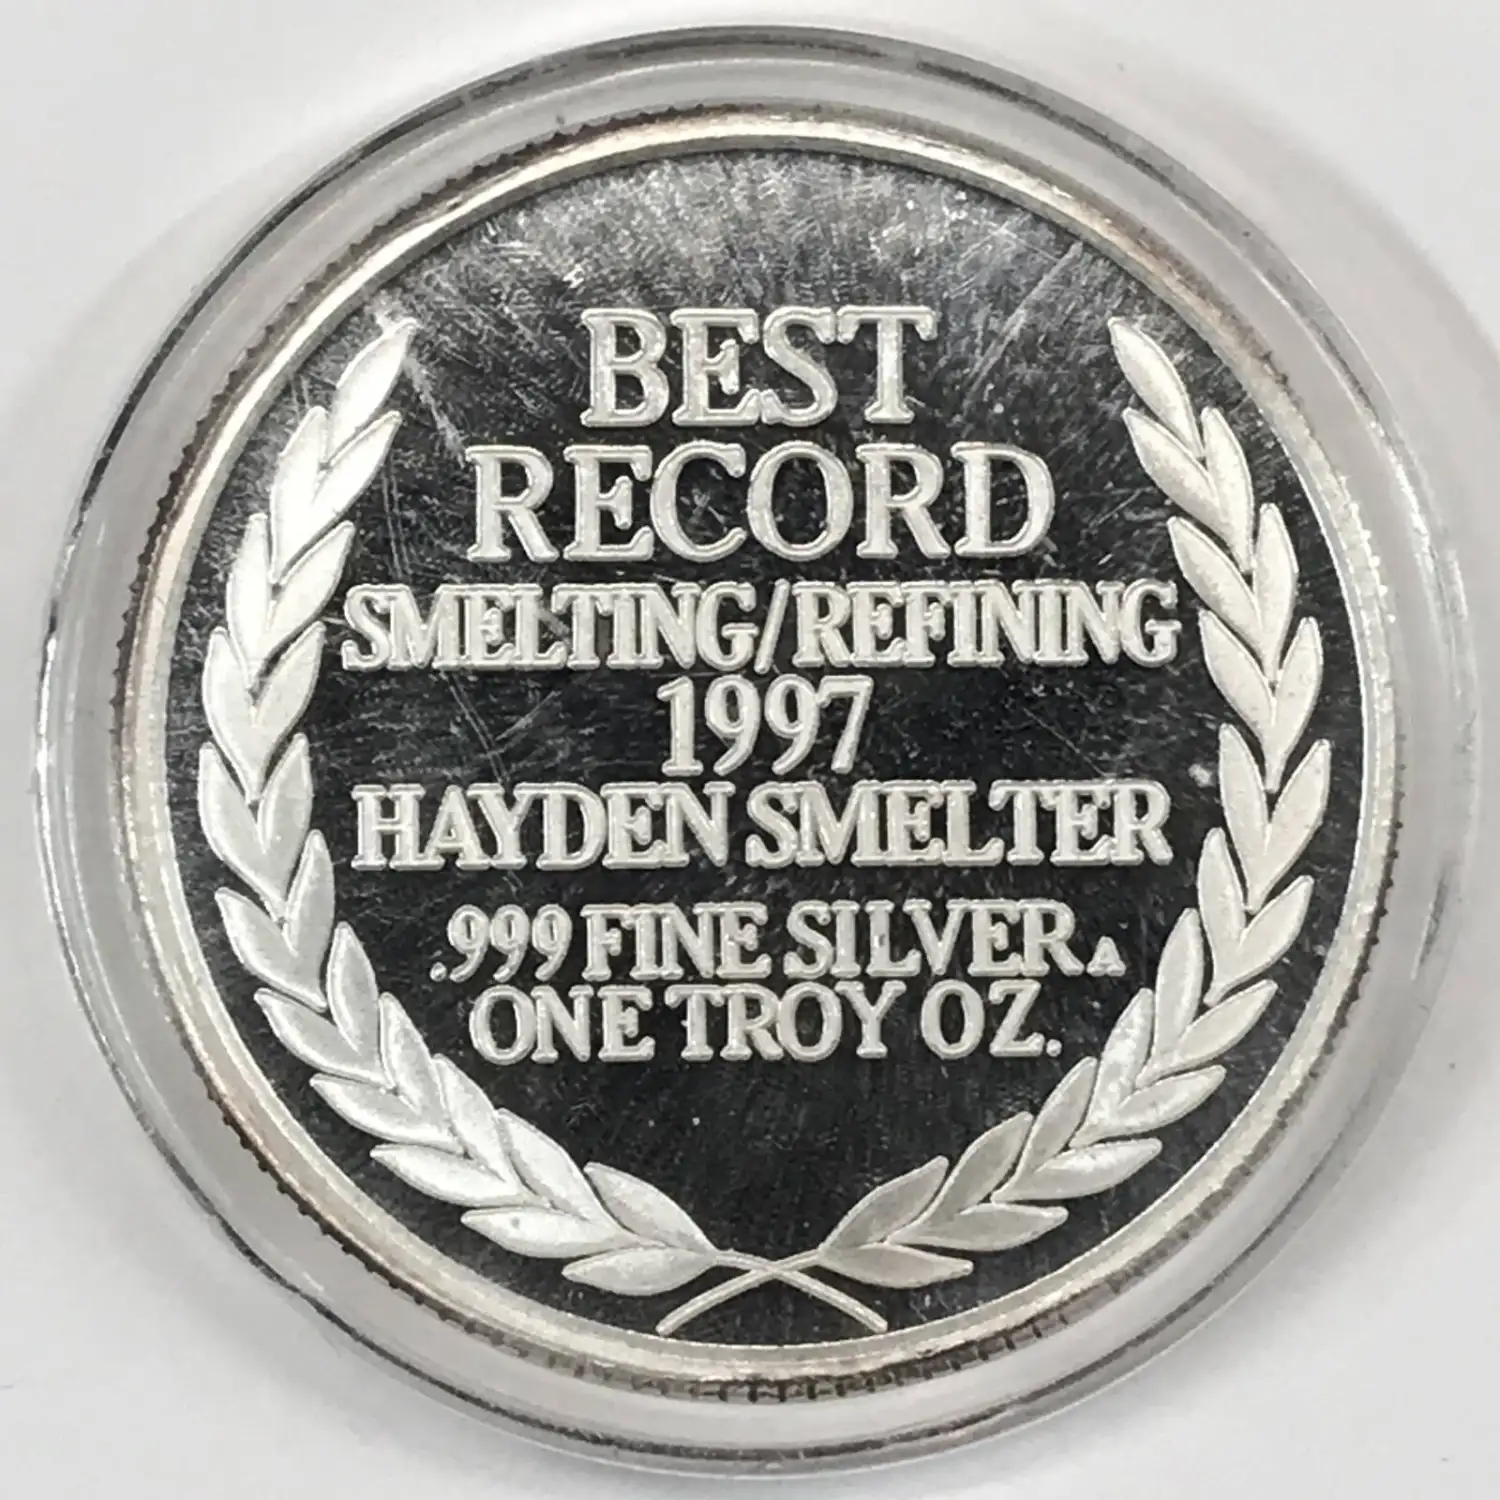 BEST
RECORD
SMELTING/REFINING
1997
HAYDEN SMELTER
.999 FINE SILVER
ONE TROY OZ.